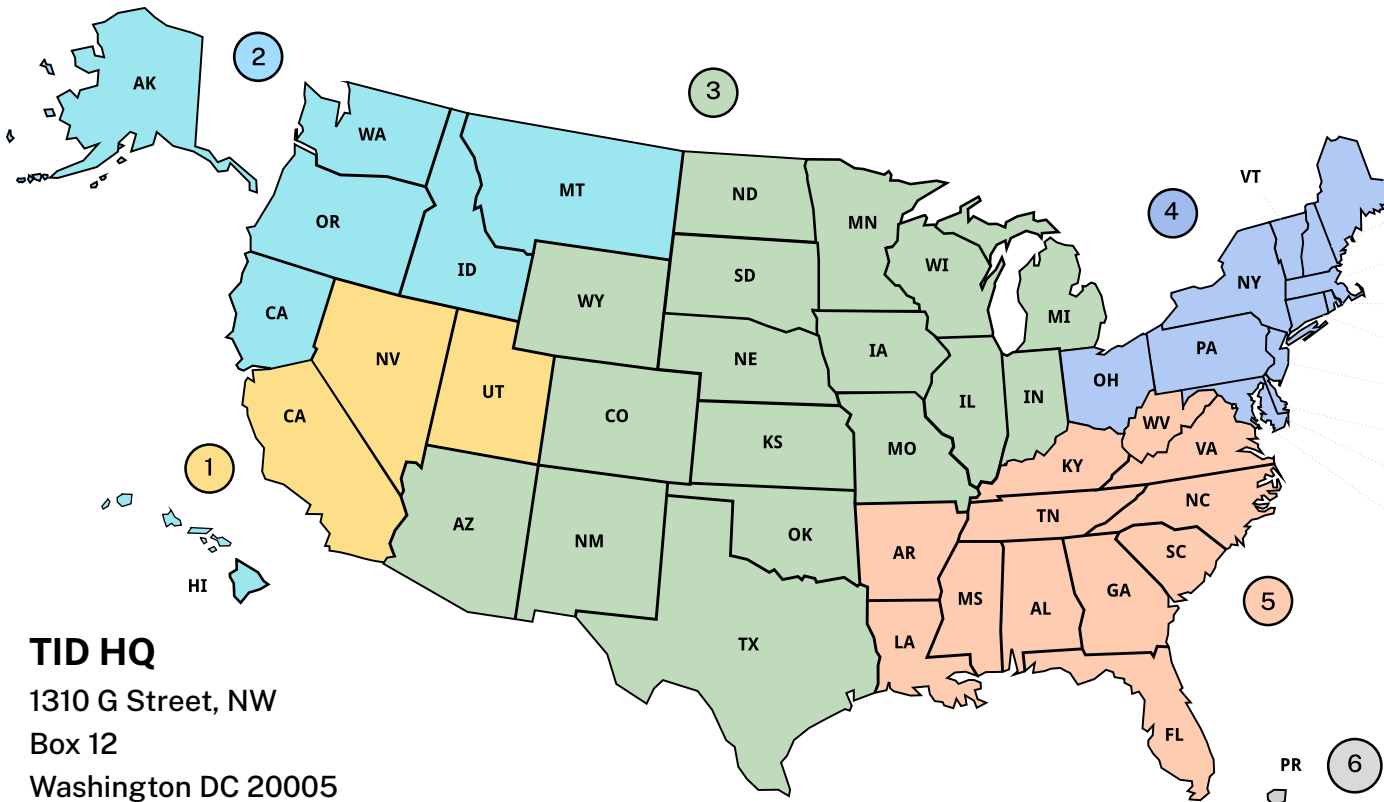 2
3
AK
WA
MT
ND
MN
VT
4
OR
ID
SD
WI
NY
CA
WY
MI
NV
NE
IA
PA
UT
OH
CA
CO
IL
IN
KS
MO
WV
VA
1
KY
AZ
NC
NM
OK
TN
AR
SC
HI
MS
AL
GA
5
TX
LA
FL
PR
6
TID HQ
1310 G Street, NW
Box 12
Washington DC 20005